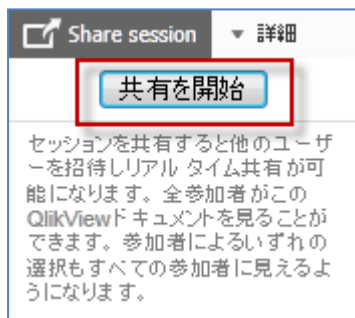 Share session ▼ 詳細
共有を開始
セッションを共有すると他のユーザ
ーを招待しリアル タイム共有が可
能になります。全参加者がこの
QlikViewドキュメントを見ることが
できます。参加者によるいずれの
選択もすべての参加者に見えるよ
うになります。